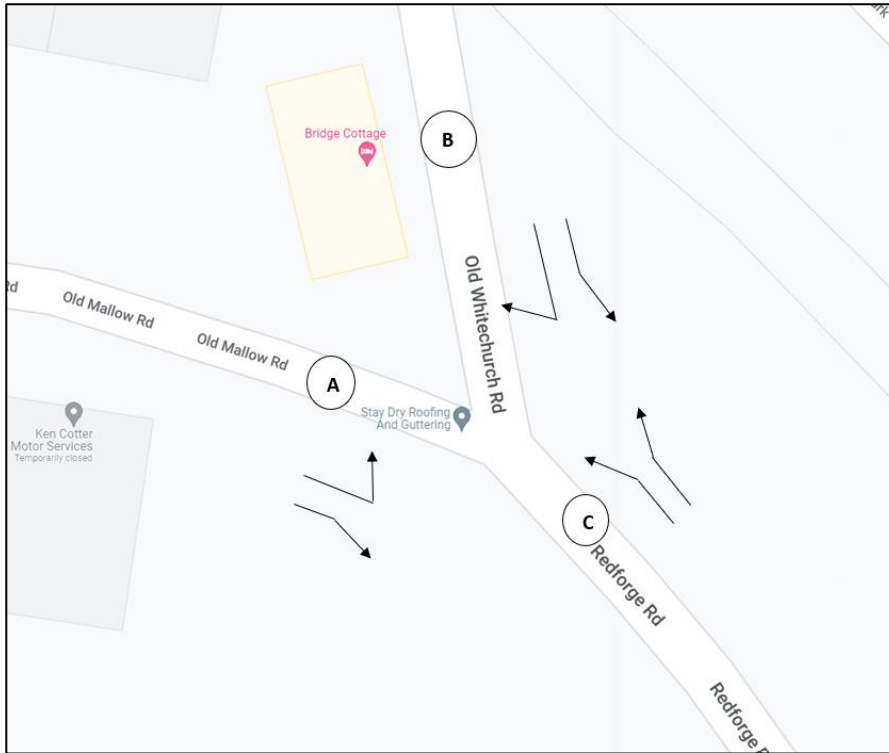 Bridge Cottage
B
Old Whitechurch Rd
Rd
Old Mallow Rd
Old Mallow Rd
A
Stay Dry Roofing
And Guttering
Ken Cotter
Motor Services
Temporarily closed
C
Redforge Rd
Redforge